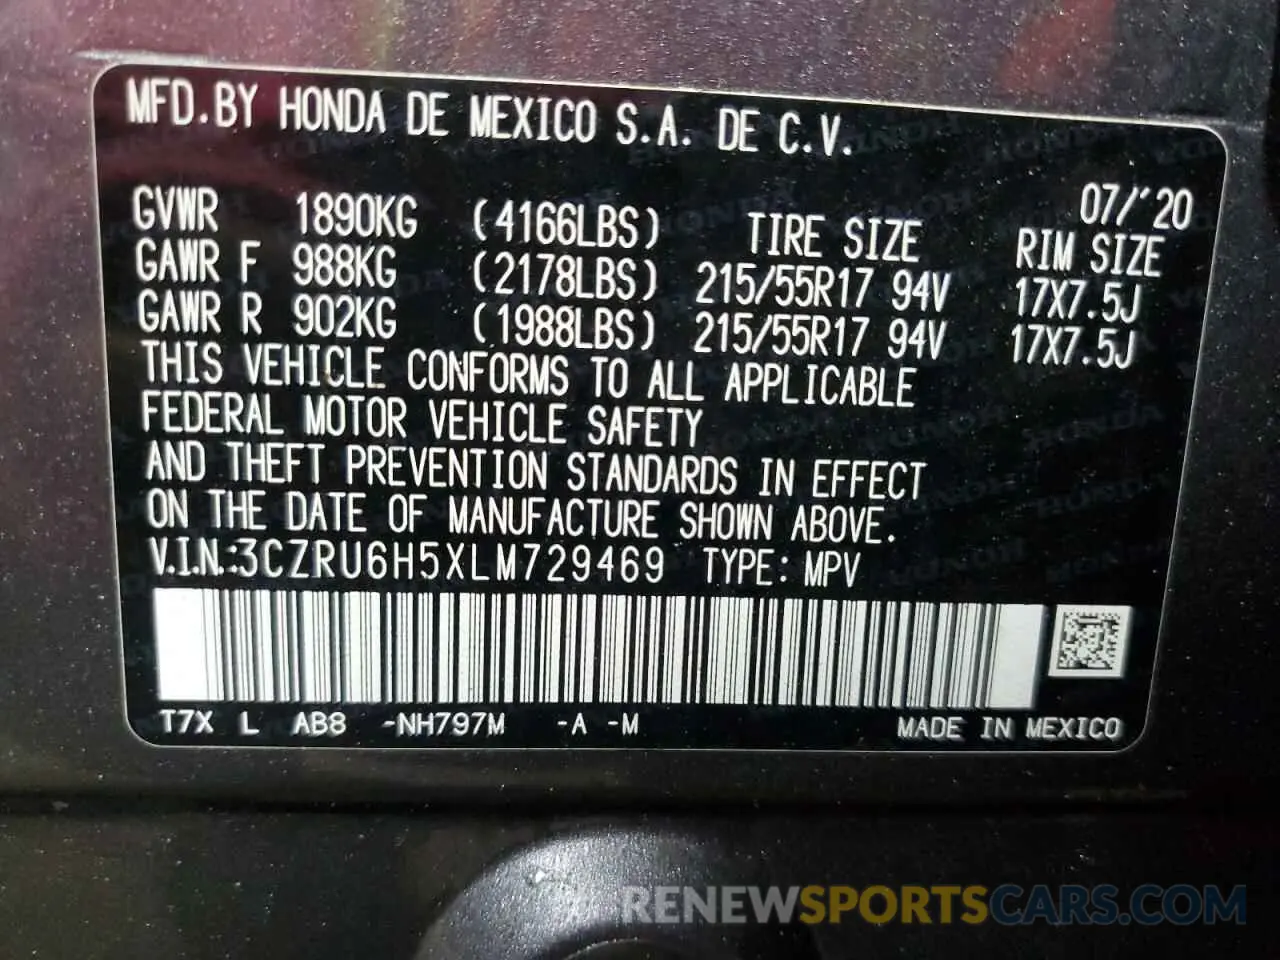 MFD.BY HONDA DE MEXICO S.A. DE C.V.
07/'20
GVWR 1890KG (4166LBS) TIRE SIZE RIM SIZE
GAWR F 988KG (2178LBS) 215/55R17 94V 17X7.5J
GAWR R 902KG (1988LBS) 215/55R17 94V 17X7.5J
THIS VEHICLE CONFORMS TO ALL APPLICABLE
FEDERAL MOTOR VEHICLE SAFETY
AND THEFT PREVENTION STANDARDS IN EFFECT
ON THE DATE OF MANUFACTURE SHOWN ABOVE.
V.I.N.:3CZRU6H5XLM729469 TYPE: MPV
T7X L AB8 -NH797M -A -M MADE IN MEXICO
RENEWSPORTSCARS.COM